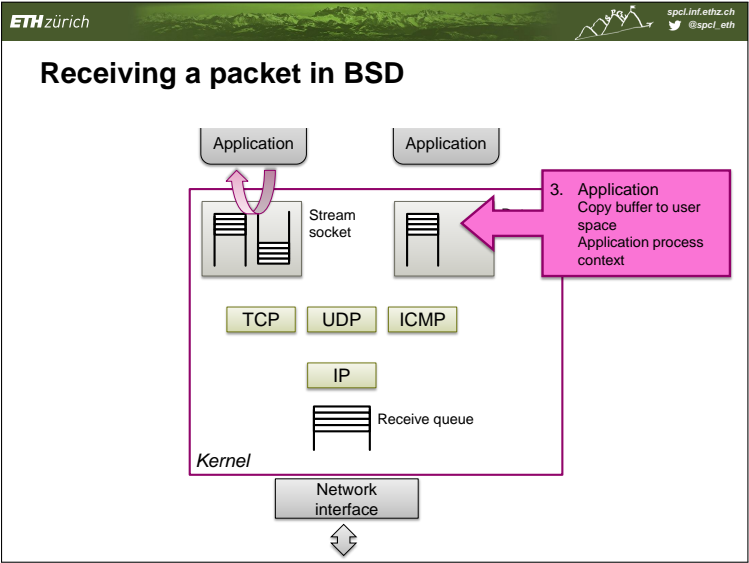 ETH zürich
spcl.inf.ethz.ch
@spcl_eth
Receiving a packet in BSD
Application
Application
3. Application
Copy buffer to user
space
Application process
context
Stream
socket
TCP
UDP
ICMP
IP
Receive queue
Kernel
Network
interface